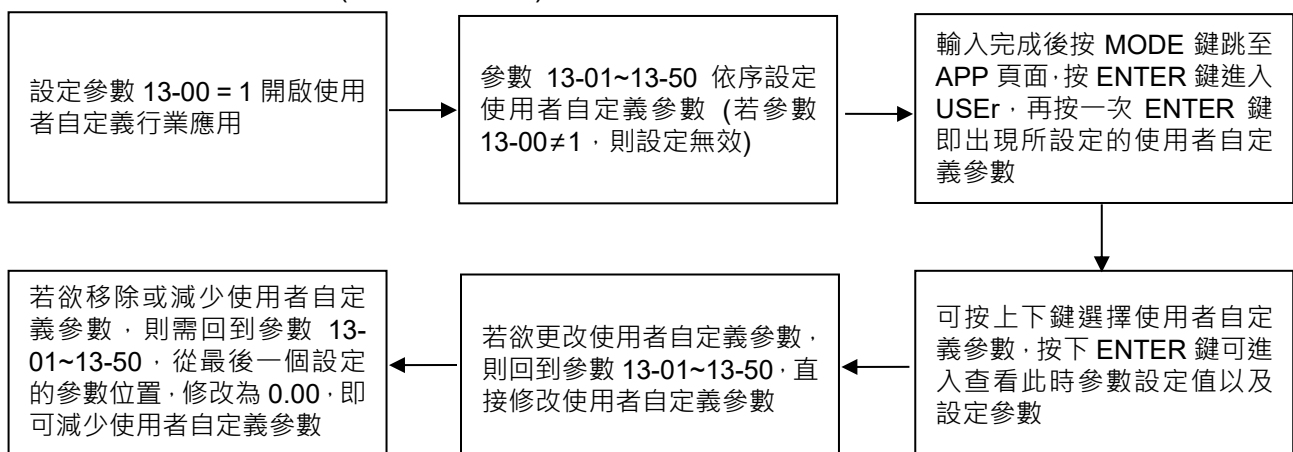 設定參數 13-00 = 1 開啟使用
者自定義行業應用
參數 13-01~13-50 依序設定
使用者自定義參數 (若參數
13-00≠1,則設定無效)
輸入完成後按 MODE 鍵跳至
APP 頁面,按 ENTER 鍵進入
USEr,再按一次 ENTER 鍵
即出現所設定的使用者自定
義參數
可按上下鍵選擇使用者自定
義參數,按下 ENTER 鍵可進
入查看此時參數設定值以及
設定參數
若欲更改使用者自定義參數,
則回到參數 13-01~13-50,直
接修改使用者自定義參數
若欲移除或減少使用者自定
義參數,則需回到參數 13-
01~13-50,從最後一個設定
的參數位置,修改為 0.00,即
可減少使用者自定義參數